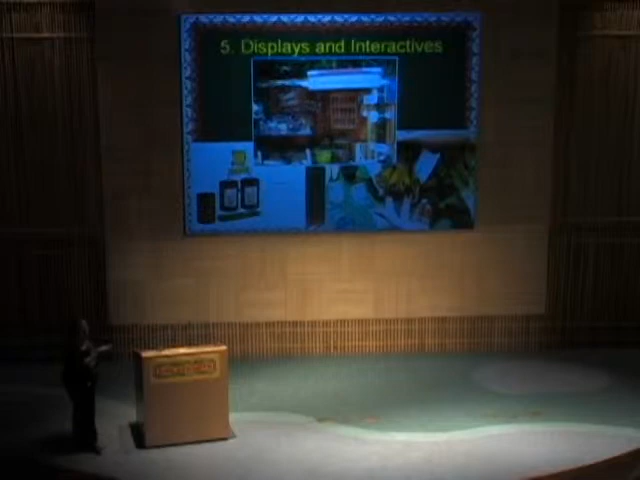 5. Displays and Interactives